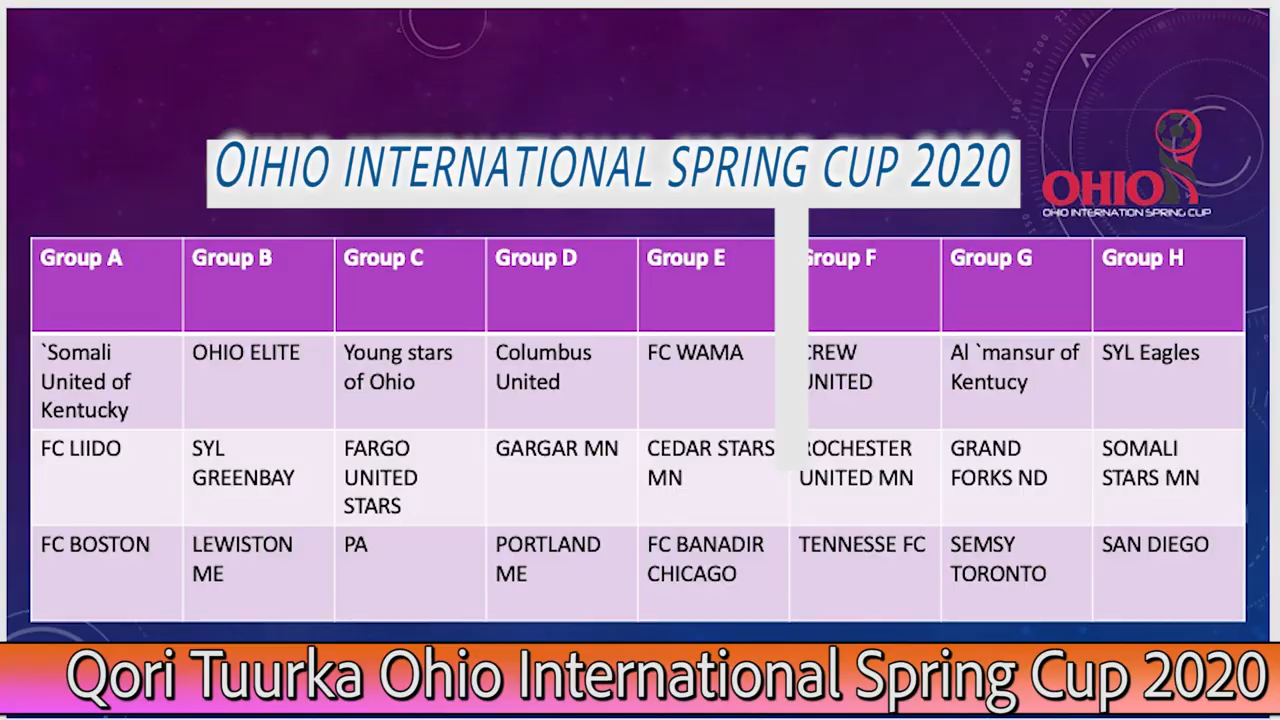 OIHIO INTERNATIONAL SPRING CUP 2020
OHIO
OHIO INTERNATION SPRING CUP
Group A
Group B
Group C
Group D
Group E
Group F
Group G
Group H
`Somali
United of
Kentucky
OHIO ELITE
Young stars
of Ohio
Columbus
United
FC WAMA
CREW
UNITED
Al `mansur of
Kentucy
SYL Eagles
FC LIIDO
SYL
GREENBAY
FARGO
UNITED
STARS
GARGAR MN
CEDAR STARS
MN
ROCHESTER
UNITED MN
GRAND
FORKS ND
SOMALI
STARS MN
FC BOSTON
LEWISTON
ME
PA
PORTLAND
ME
FC BANADIR
CHICAGO
TENNESSE FC
SEMSY
TORONTO
SAN DIEGO
Qori Tuurka Ohio International Spring Cup 2020